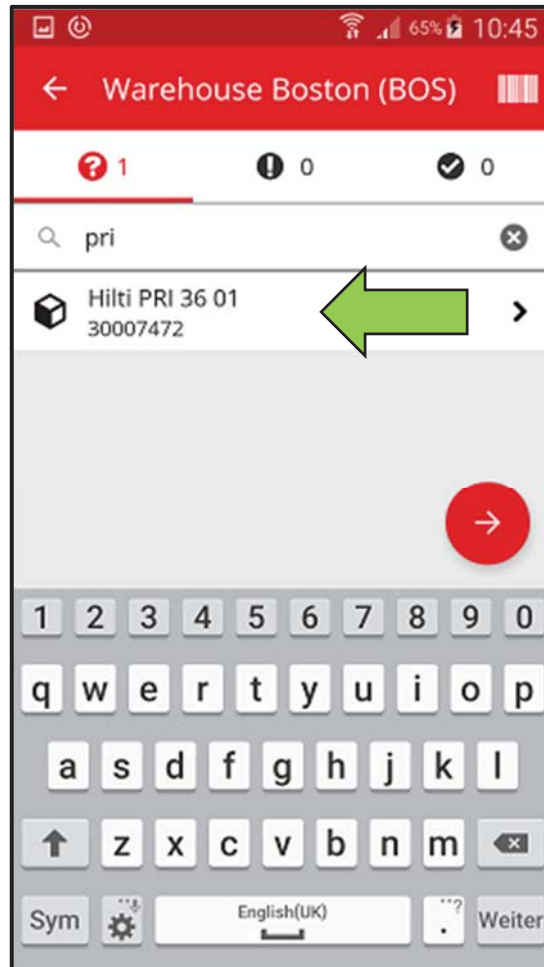 65% 10:45
Warehouse Boston (BOS)
1 0 0
pri
Hilti PRI 36 01
30007472
1 2 3 4 5 6 7 8 9 0
q w e r t y u i o p
a s d f g h j k l
z x c v b n m
Sym English(UK) . ...? Weiter